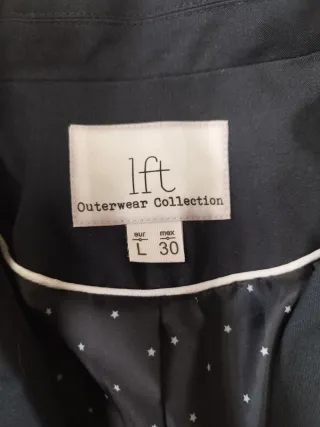 lft
Outerwear Collection
eur mex
L 30